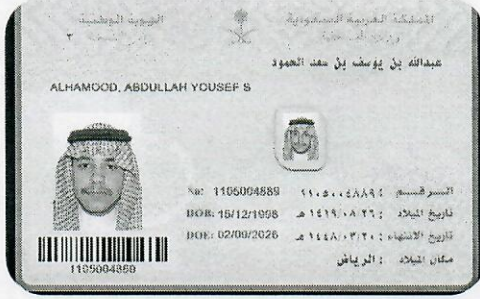 المملكة العربية السعودية
الهوية الوطنية
عبدالله بن يوسف بن سعد الحمود
ALHAMOOD, ABDULLAH YOUSEF S
No: 1105004889 الرقم : ١١٠٥٠٠٤٨٨٩
DOB: 15/12/1998 تاريخ الميلاد : ١٤١٩/٠٨/٢٦ هـ
DOE: 02/09/2026 تاريخ الانتهاء : ١٤٤٨/٠٣/٢٠ هـ
مكان الميلاد : الرياض